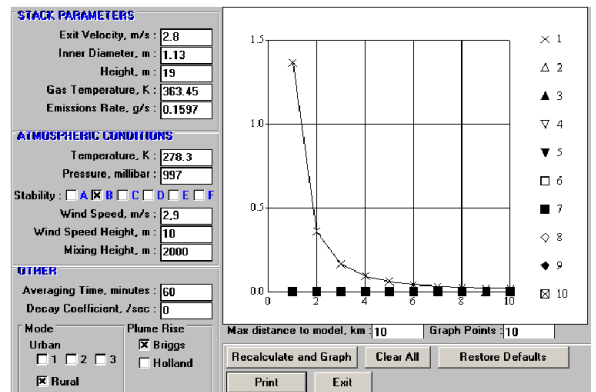 STACK PARAMETERS
Exit Velocity, m/s : 2.8
Inner Diameter, m : 1.13
Height, m : 19
Gas Temperature, K : 363.45
Emissions Rate, g/s : 0.1597
ATMOSPHERIC CONDITIONS
Temperature, K : 278.3
Pressure, millibar : 997
Stability : A B C D E F
Wind Speed, m/s : 2.9
Wind Speed Height, m : 10
Mixing Height, m : 2000
OTHER
Averaging Time, minutes : 60
Decay Coefficient, /sec : 0
Mode
Urban
1 2 3
Rural
Plume Rise
Briggs
Holland
1.5
1.0
0.5
0.0
0 2 4 6 8 10
1
2
3
4
5
6
7
8
9
10
Max distance to model, km : 10 Graph Points : 10
Recalculate and Graph Clear All Restore Defaults
Print Exit